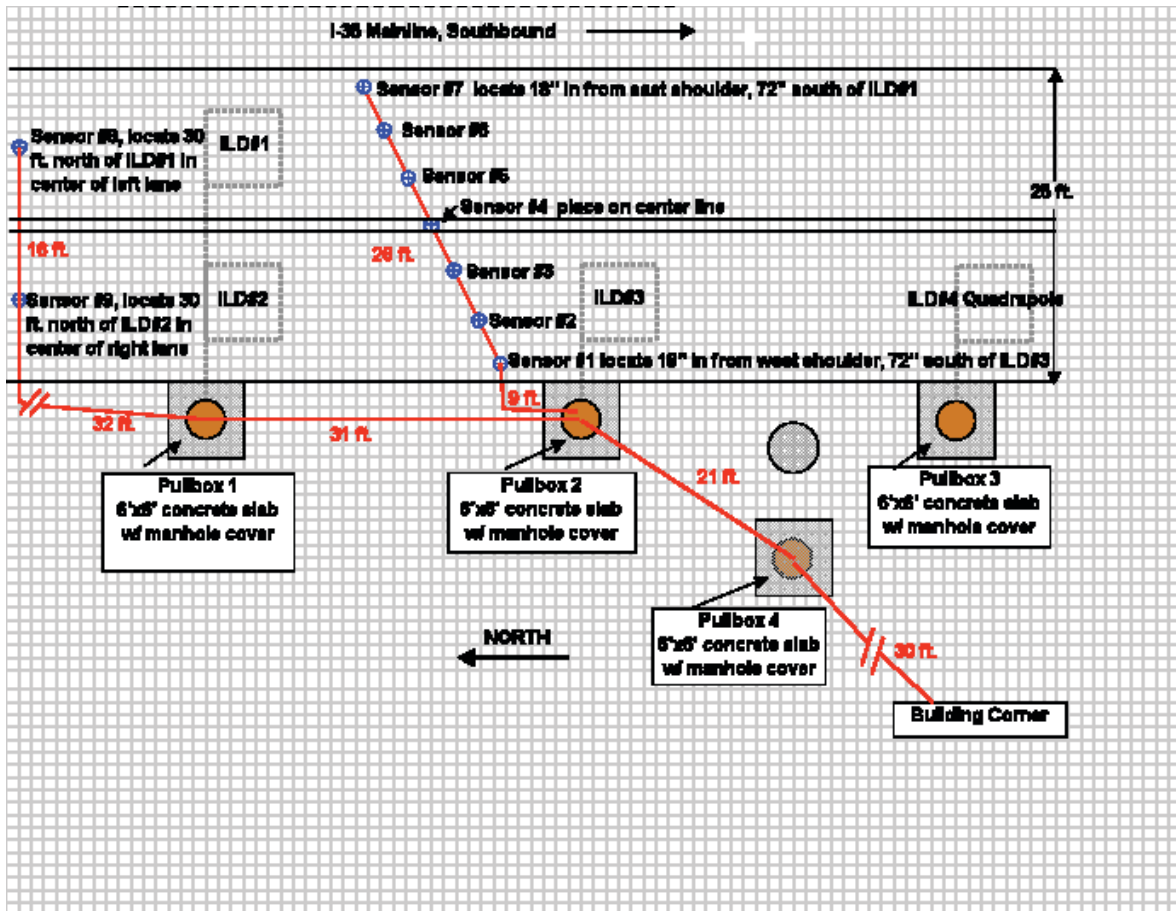 I-35 Mainline, Southbound
Sensor #7 locate 18" in from east shoulder, 72" south of ILD#1
Sensor #8, locate 30
ft. north of ILD#1 in
center of left lane
ILD#1
Sensor #6
Sensor #5
25 ft.
Sensor #4 place on center line
16 ft.
26 ft.
Sensor #3
Sensor #9, locate 30
ft. north of ILD#2 in
center of right lane
ILD#2
ILD#3
ILD#4 Quadrapole
Sensor #2
Sensor #1 locate 18" in from west shoulder, 72" south of ILD#3
9 ft.
32 ft.
31 ft.
21 ft.
Pullbox 1
6'x6' concrete slab
w/ manhole cover
Pullbox 2
6'x6' concrete slab
w/ manhole cover
Pullbox 3
6'x6' concrete slab
w/ manhole cover
Pullbox 4
6'x6' concrete slab
w/ manhole cover
NORTH
30 ft.
Building Corner